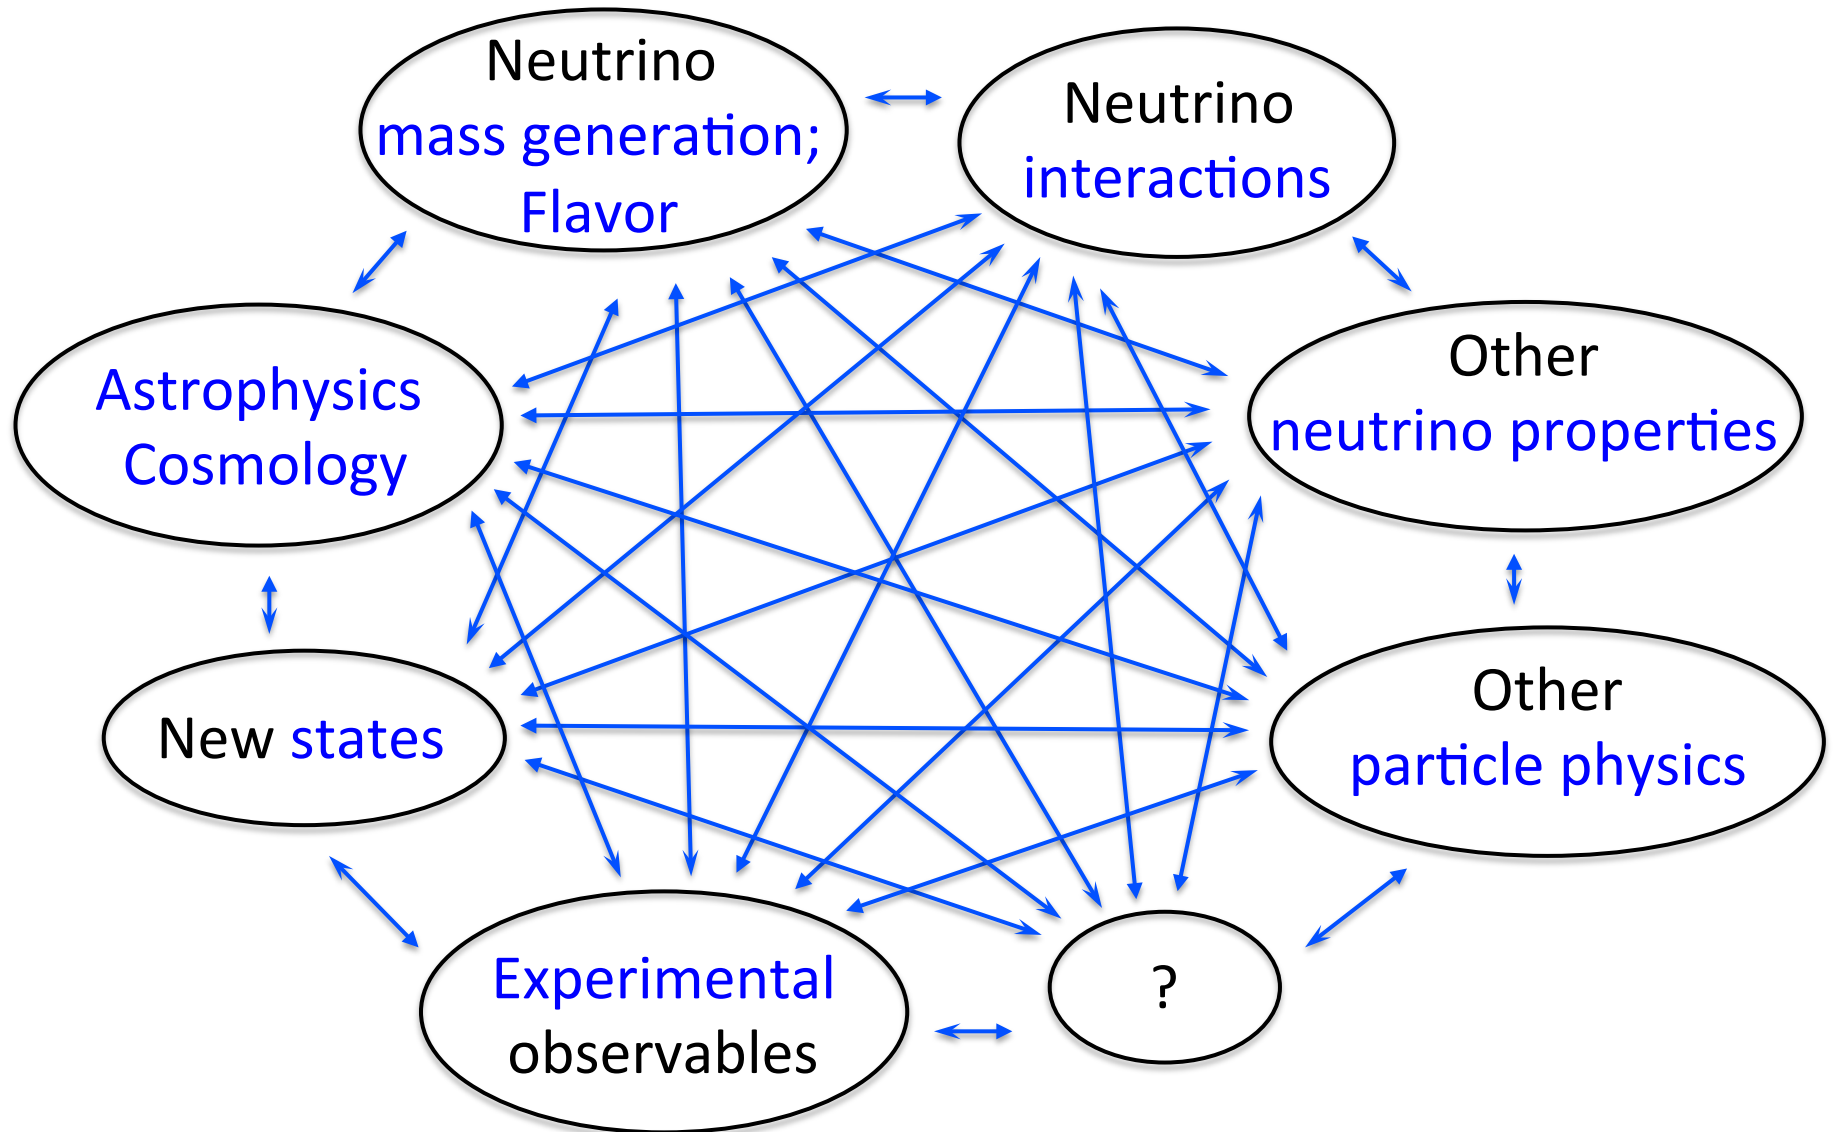 Neutrino
mass generation;
Flavor
Neutrino
interactions
Astrophysics
Cosmology
Other
neutrino properties
New states
Other
particle physics
Experimental
observables
?